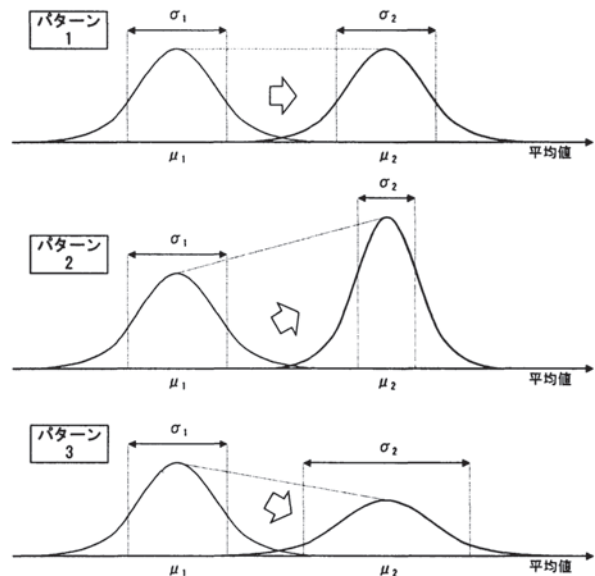 パターン
1
σ₁
σ₂
μ₁
μ₂
平均値
パターン
2
σ₁
σ₂
μ₁
μ₂
平均値
パターン
3
σ₁
σ₂
μ₁
μ₂
平均値